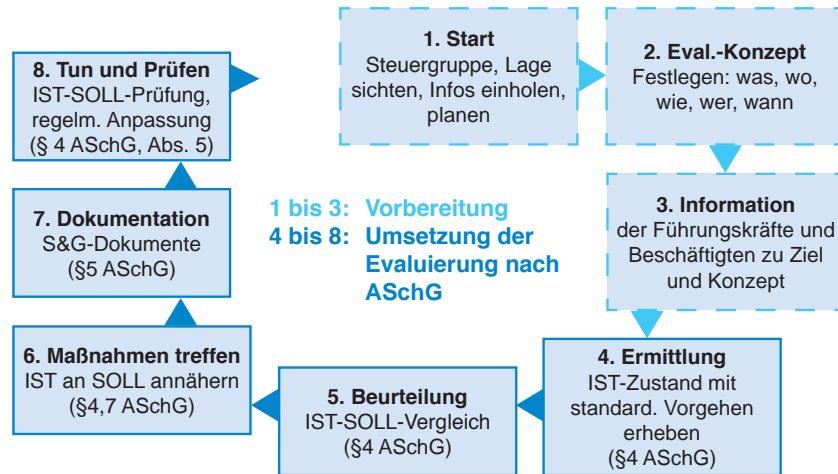 1. Start
Steuergruppe, Lage
sichten, Infos einholen,
planen
2. Eval.-Konzept
Festlegen: was, wo,
wie, wer, wann
3. Information
der Führungskräfte und
Beschäftigten zu Ziel
und Konzept
4. Ermittlung
IST-Zustand mit
standard. Vorgehen
erheben
(§4 ASchG)
5. Beurteilung
IST-SOLL-Vergleich
(§4 ASchG)
6. Maßnahmen treffen
IST an SOLL annähern
(§4,7 ASchG)
7. Dokumentation
S&G-Dokumente
(§5 ASchG)
8. Tun und Prüfen
IST-SOLL-Prüfung,
regelm. Anpassung
(§ 4 ASchG, Abs. 5)
1 bis 3: Vorbereitung
4 bis 8: Umsetzung der
Evaluierung nach
ASchG